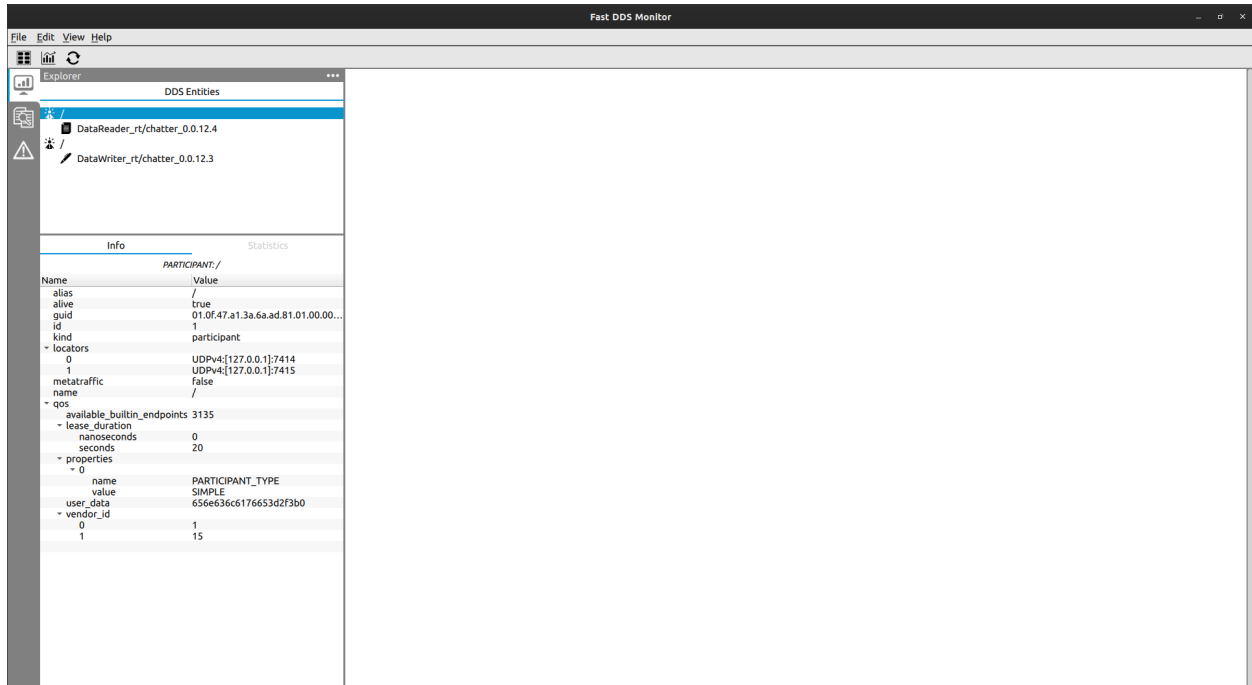 Fast DDS Monitor
File Edit View Help
Explorer
DDS Entities
/
DataReader_rt/chatter_0.0.12.4
/
DataWriter_rt/chatter_0.0.12.3
Info Statistics
PARTICIPANT: /
Name Value
alias /
alive true
guid 01.0f.47.a1.3a.6a.ad.81.01.00.00...
id 1
kind participant
locators
0 UDPv4:[127.0.0.1]:7414
1 UDPv4:[127.0.0.1]:7415
metatraffic false
name /
qos
available_builtin_endpoints 3135
lease_duration
nanoseconds 0
seconds 20
properties
0
name PARTICIPANT_TYPE
value SIMPLE
user_data 656e636c6176653d2f3b0
vendor_id
0 1
1 15